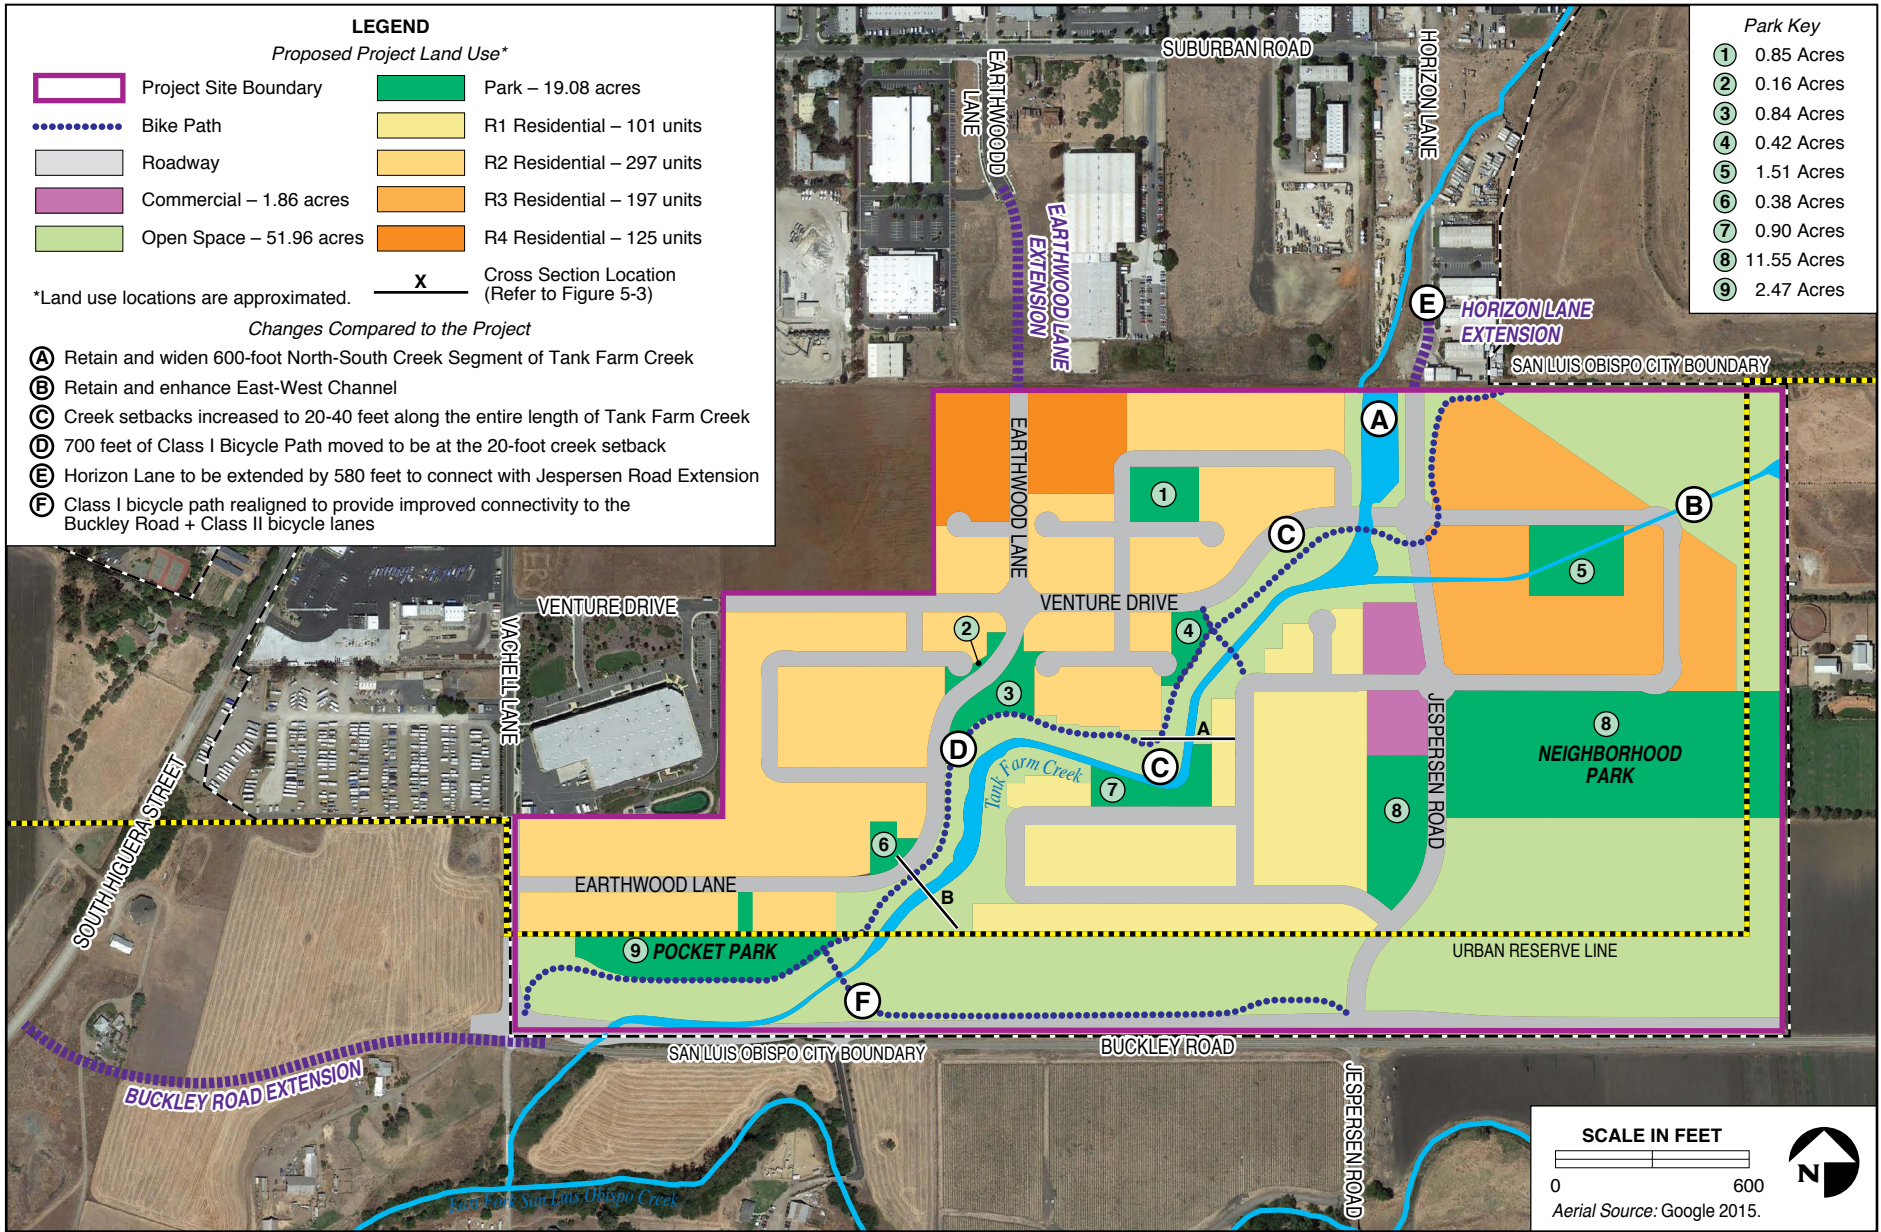 LEGEND
Proposed Project Land Use*
Project Site Boundary
Bike Path
Roadway
Commercial – 1.86 acres
Open Space – 51.96 acres
Park – 19.08 acres
R1 Residential – 101 units
R2 Residential – 297 units
R3 Residential – 197 units
R4 Residential – 125 units
X
Cross Section Location
(Refer to Figure 5-3)
*Land use locations are approximated.
Changes Compared to the Project
A Retain and widen 600-foot North-South Creek Segment of Tank Farm Creek
B Retain and enhance East-West Channel
C Creek setbacks increased to 20-40 feet along the entire length of Tank Farm Creek
D 700 feet of Class I Bicycle Path moved to be at the 20-foot creek setback
E Horizon Lane to be extended by 580 feet to connect with Jespersen Road Extension
F Class I bicycle path realigned to provide improved connectivity to the
Buckley Road + Class II bicycle lanes
Park Key
1 0.85 Acres
2 0.16 Acres
3 0.84 Acres
4 0.42 Acres
5 1.51 Acres
6 0.38 Acres
7 0.90 Acres
8 11.55 Acres
9 2.47 Acres
SUBURBAN ROAD
EARTHWOOD
LANE
HORIZON LANE
EARTHWOOD LANE
EXTENSION
E
HORIZON LANE
EXTENSION
SAN LUIS OBISPO CITY BOUNDARY
A
EARTHWOOD LANE
1
C
B
5
VENTURE DRIVE
VENTURE DRIVE
VACHELL LANE
2
4
3
A
D
C
Tank Farm Creek
7
8
NEIGHBORHOOD
PARK
JESPERSEN ROAD
8
SOUTH HIGUERA STREET
6
EARTHWOOD LANE
B
9 POCKET PARK
URBAN RESERVE LINE
F
BUCKLEY ROAD EXTENSION
SAN LUIS OBISPO CITY BOUNDARY
BUCKLEY ROAD
JESPERSEN ROAD
East Fork San Luis Obispo Creek
SCALE IN FEET
0 600
Aerial Source: Google 2015.
N